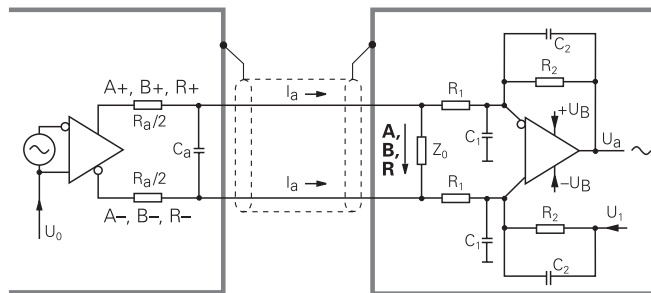 A+, B+, R+
Rₐ/2
Cₐ
Rₐ/2
A−, B−, R−
U₀
Iₐ
Iₐ
A,
B,
R
Z₀
R₁
C₁
R₁
C₁
C₂
R₂
+U_B
Uₐ
−U_B
R₂
U₁
C₂